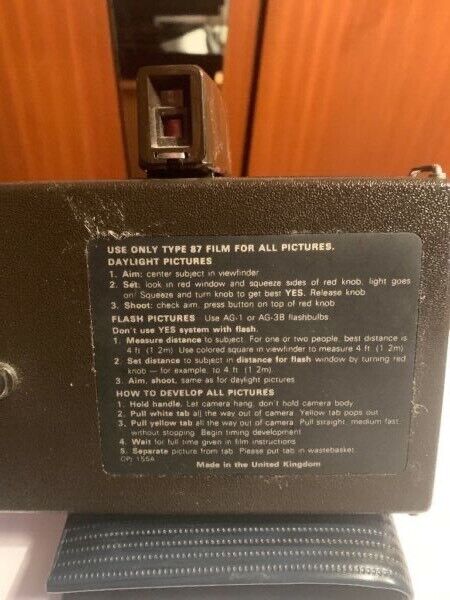 USE ONLY TYPE 87 FILM FOR ALL PICTURES.
DAYLIGHT PICTURES
1. Aim: center subject in viewfinder
2. Set: look in red window and squeeze sides of red knob, light goes
on! Squeeze and turn knob to get best YES. Release knob
3. Shoot: check aim, press button on top of red knob
FLASH PICTURES Use AG-1 or AG-3B flashbulbs
Don't use YES system with flash.
1. Measure distance to subject. For one or two people, best distance is
4 ft (1.2m). Use colored square in viewfinder to measure 4 ft. (1.2m)
2. Set distance to subject in distance for flash window by turning red
knob — for example, to 4 ft (1.2m).
3. Aim, shoot, same as for daylight pictures
HOW TO DEVELOP ALL PICTURES
1. Hold handle. Let camera hang, don't hold camera body
2. Pull white tab all the way out of camera. Yellow tab pops out
3. Pull yellow tab all the way out of camera. Pull straight, medium fast
without stopping. Begin timing development
4. Wait for full time given in film instructions
5. Separate picture from tab. Please put tab in wastebasket
CPJ 155A
Made in the United Kingdom